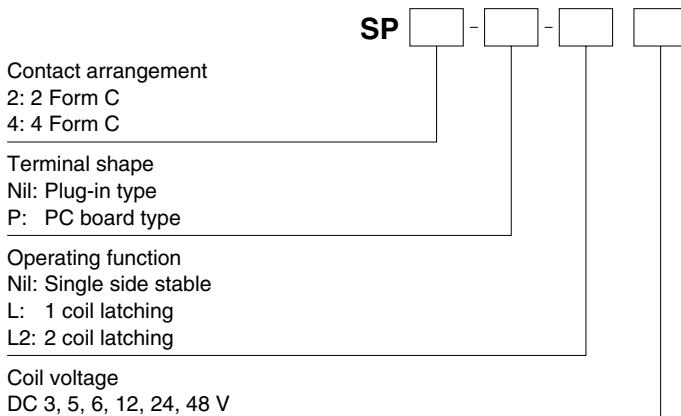 SP - -
Contact arrangement
2: 2 Form C
4: 4 Form C
Terminal shape
Nil: Plug-in type
P: PC board type
Operating function
Nil: Single side stable
L: 1 coil latching
L2: 2 coil latching
Coil voltage
DC 3, 5, 6, 12, 24, 48 V